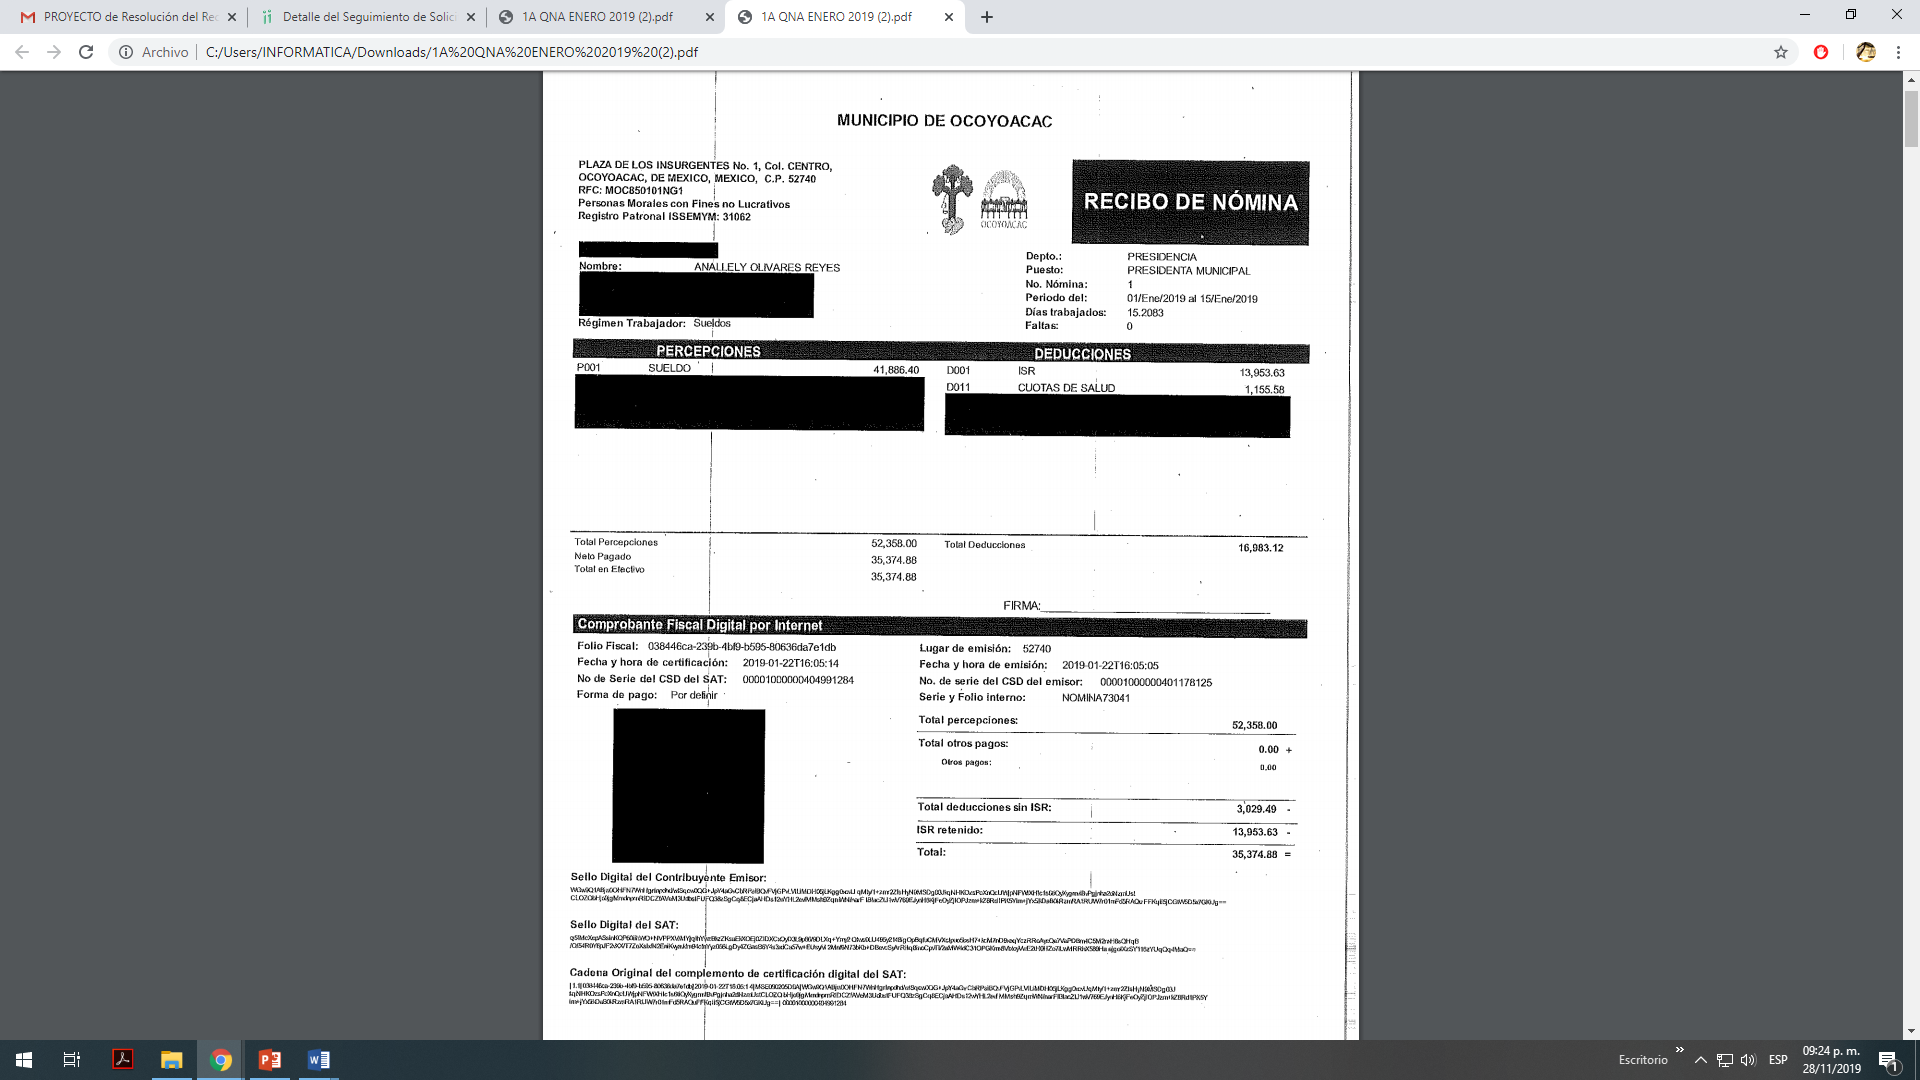 PROYECTO de Resolución del Rec
Detalle del Seguimiento de Solici
1A QNA ENERO 2019 (2).pdf
1A QNA ENERO 2019 (2).pdf
Archivo
C:/Users/INFORMATICA/Downloads/1A%20QNA%20ENERO%202019%20(2).pdf
MUNICIPIO DE OCOYOACAC
PLAZA DE LOS INSURGENTES No. 1, Col. CENTRO,
OCOYOACAC, DE MEXICO, MEXICO, C.P. 52740
RFC: MOC850101NG1
Personas Morales con Fines no Lucrativos
Registro Patronal ISSEMYM: 31062
OCOYOACAC
RECIBO DE NÓMINA
Nombre: ANALLELY OLIVARES REYES
Régimen Trabajador: Sueldos
Depto.: PRESIDENCIA
Puesto: PRESIDENTA MUNICIPAL
No. Nómina: 1
Periodo del: 01/Ene/2019 al 15/Ene/2019
Días trabajados: 15.2083
Faltas: 0
PERCEPCIONES DEDUCCIONES
P001 SUELDO 41,886.40 D001 ISR 13,953.63
D011 CUOTAS DE SALUD 1,155.58
Total Percepciones 52,358.00 Total Deducciones 16,983.12
Neto Pagado 35,374.88
Total en Efectivo 35,374.88
FIRMA:
Comprobante Fiscal Digital por Internet
Folio Fiscal: 038446ca-239b-4bf9-b595-80636da7e1db
Fecha y hora de certificación: 2019-01-22T16:05:14
No de Serie del CSD del SAT: 00001000000404991284
Forma de pago: Por definir
Lugar de emisión: 52740
Fecha y hora de emisión: 2019-01-22T16:05:05
No. de serie del CSD del emisor: 00001000000401178125
Serie y Folio interno: NOMINA73041
Total percepciones: 52,358.00
Total otros pagos: 0.00 +
Otros pagos: 0.00
Total deducciones sin ISR: 3,029.49 -
ISR retenido: 13,953.63 -
Total: 35,374.88 =
Sello Digital del Contribuyente Emisor:
Sello Digital del SAT:
Cadena Original del complemento de certificación digital del SAT:
Escritorio
ESP
09:24 p. m.
28/11/2019
1